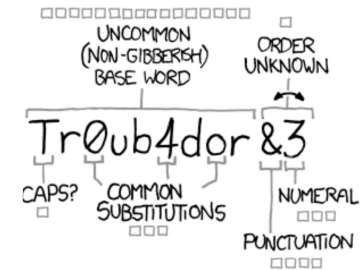 UNCOMMON
(NON-GIBBERISH)
BASE WORD
ORDER
UNKNOWN
Tr0ub4dor &3
CAPS?
COMMON
SUBSTITUTIONS
NUMERAL
PUNCTUATION